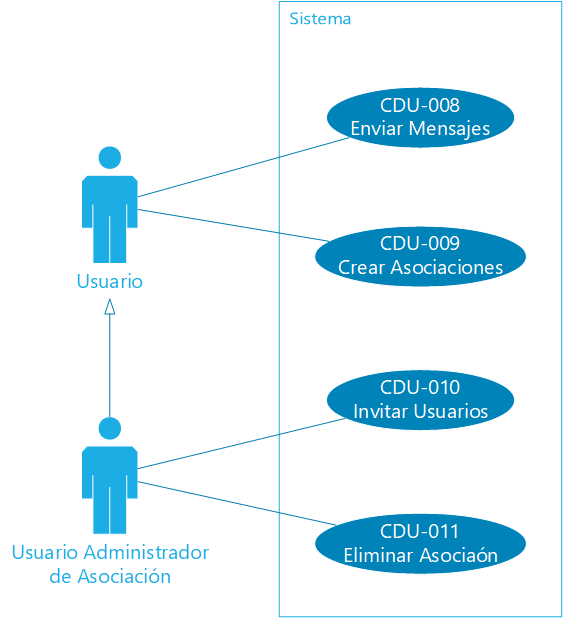 Sistema
CDU-008
Enviar Mensajes
CDU-009
Crear Asociaciones
Usuario
CDU-010
Invitar Usuarios
CDU-011
Eliminar Asociaón
Usuario Administrador
de Asociación